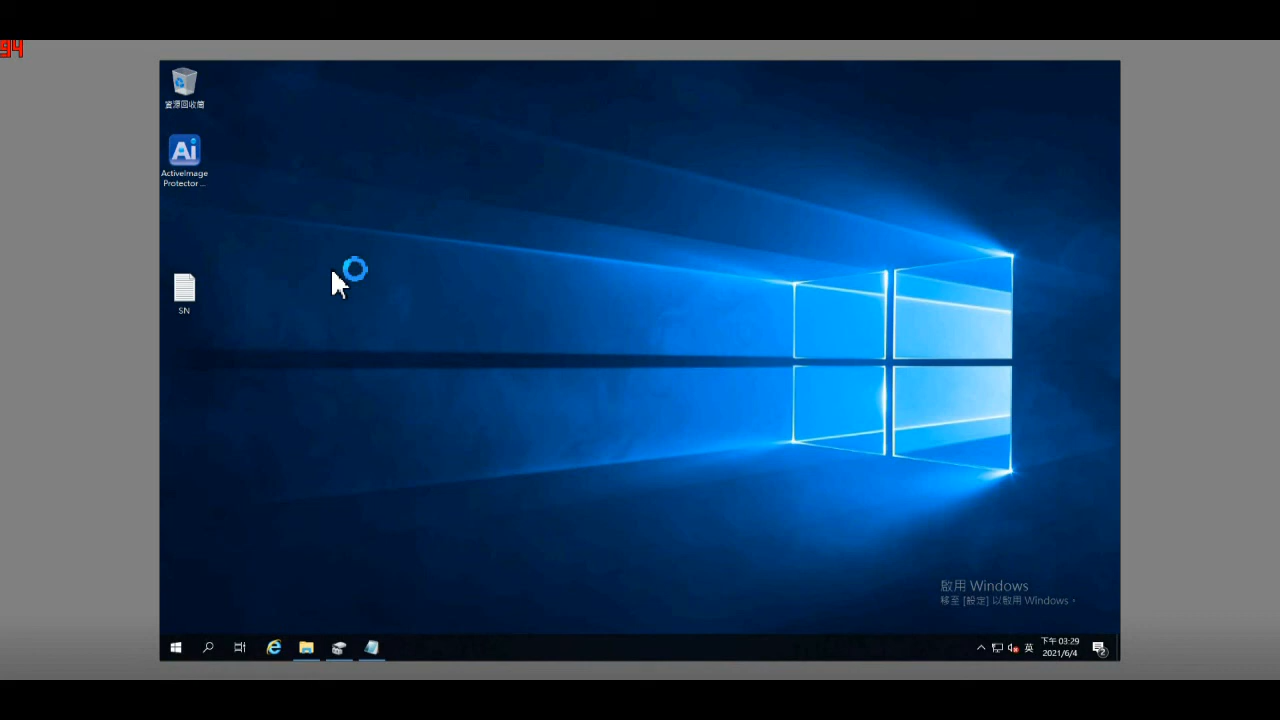 94
資源回收筒
ActiveImage
Protector ...
SN
啟用 Windows
移至 [設定] 以啟用 Windows。
英
下午 03:29
2021/6/4
2